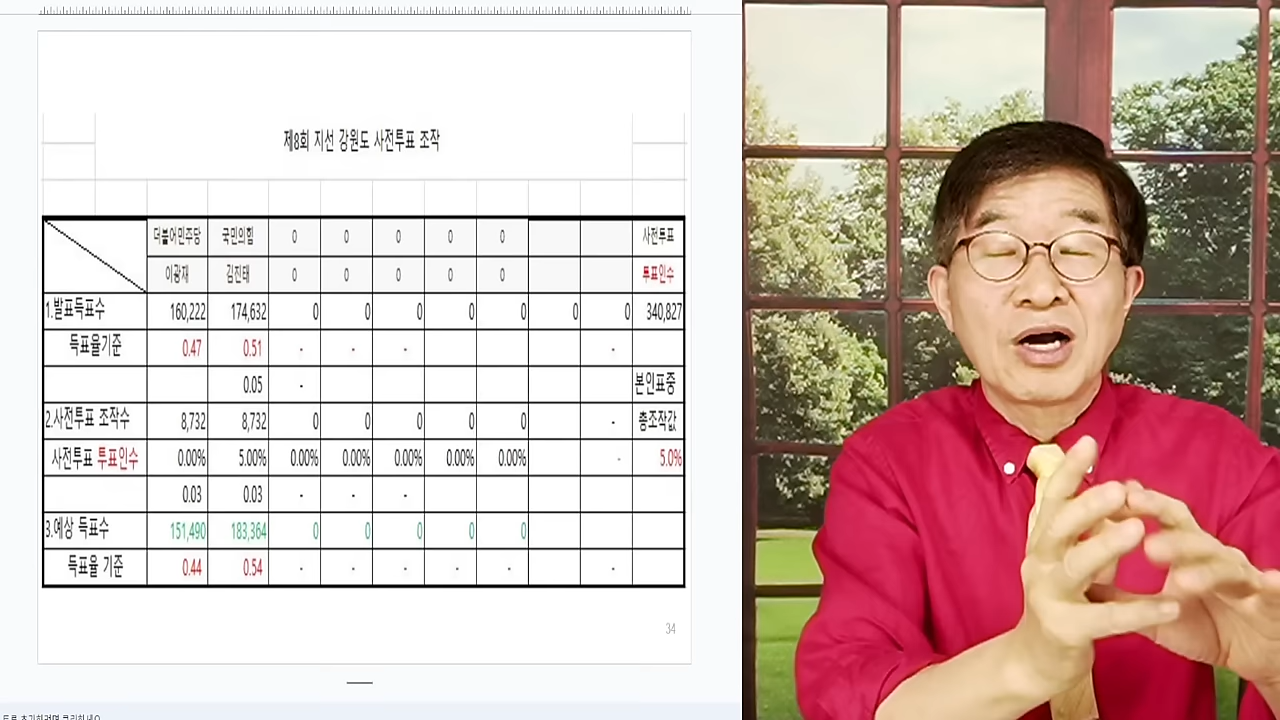 제8회 지선 강원도 사전투표 조작
더불어민주당 국민의힘 0 0 0 0 0 사전투표
이광재 김진태 0 0 0 0 0 투표인수
1.발표득표수 160,222 174,632 0 0 0 0 0 0 0 340,827
득표율기준 0.47 0.51 - - - -
0.05 - 본인표중
2.사전투표 조작수 8,732 8,732 0 0 0 0 0 - 총조작값
사전투표 투표인수 0.00% 5.00% 0.00% 0.00% 0.00% 0.00% 0.00% - 5.0%
0.03 0.03 - - -
3.예상 득표수 151,490 183,364 0 0 0 0 0
득표율 기준 0.44 0.54 - - - - - -
34